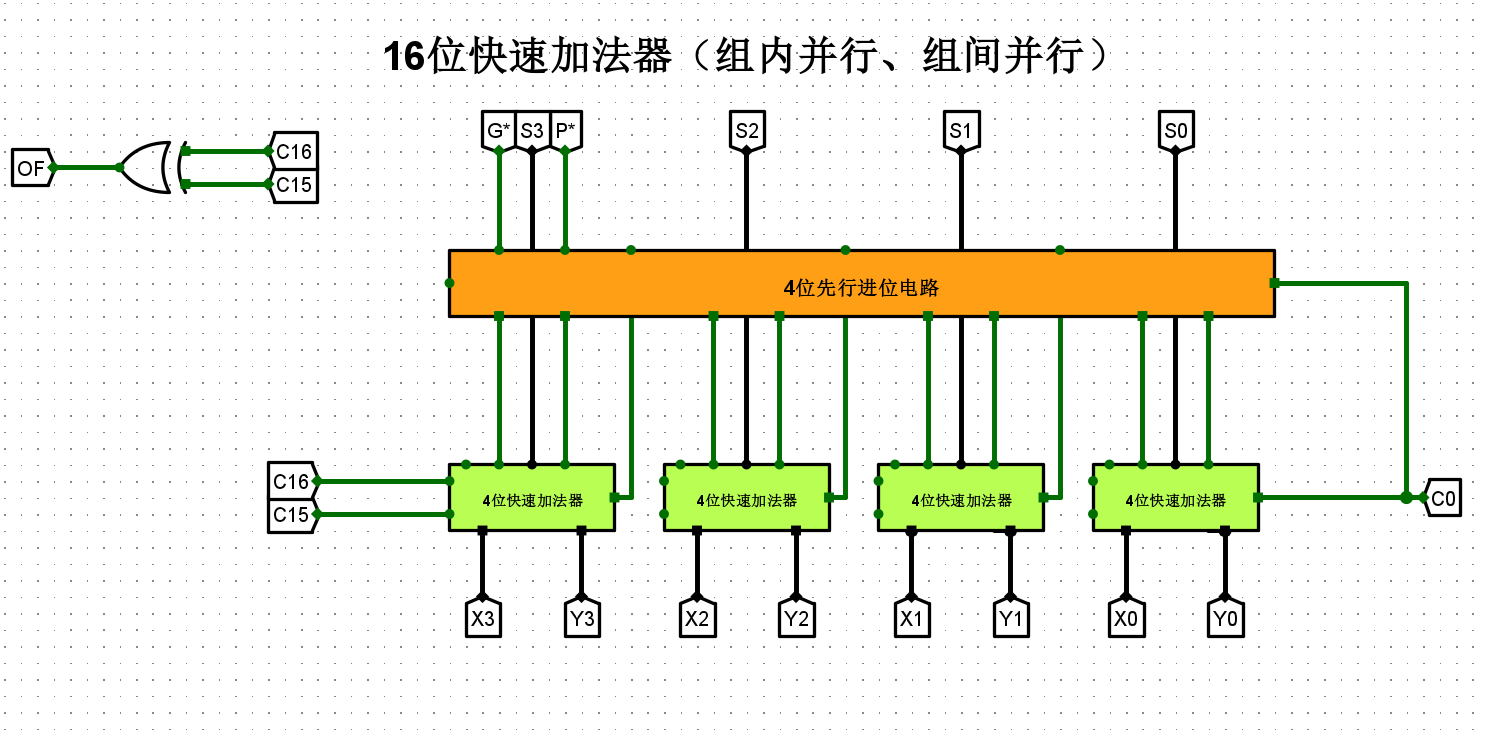 16位快速加法器（组内并行、组间并行）
G* S3 P* S2 S1 S0
C16
OF
C15
4位先行进位电路
C16
C15
4位快速加法器 4位快速加法器 4位快速加法器 4位快速加法器
C0
X3 Y3 X2 Y2 X1 Y1 X0 Y0